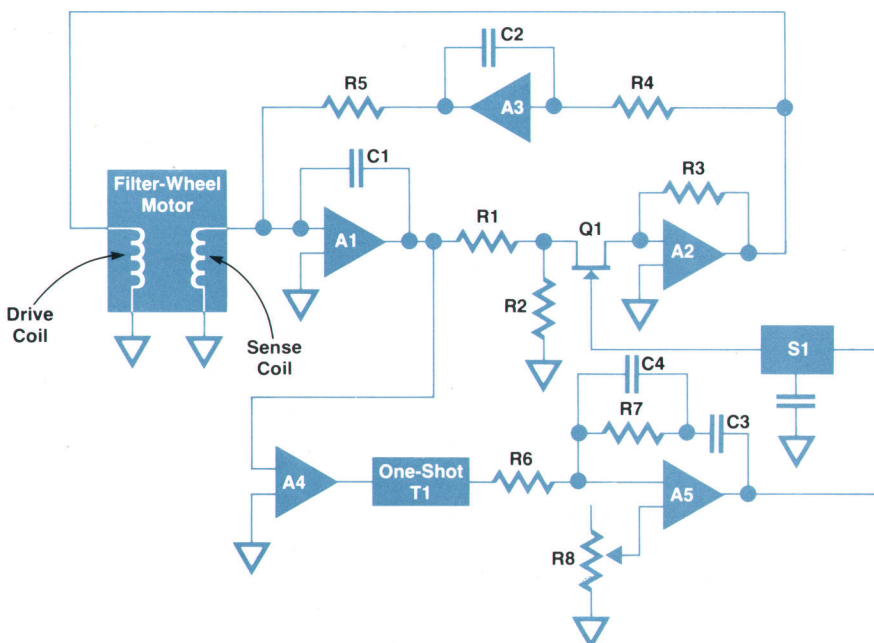 C2
R5
A3
R4
Filter-Wheel
Motor
C1
A1
R1
Q1
R3
A2
R2
Drive
Coil
Sense
Coil
S1
C4
R7
C3
A4
One-Shot
T1
R6
A5
R8